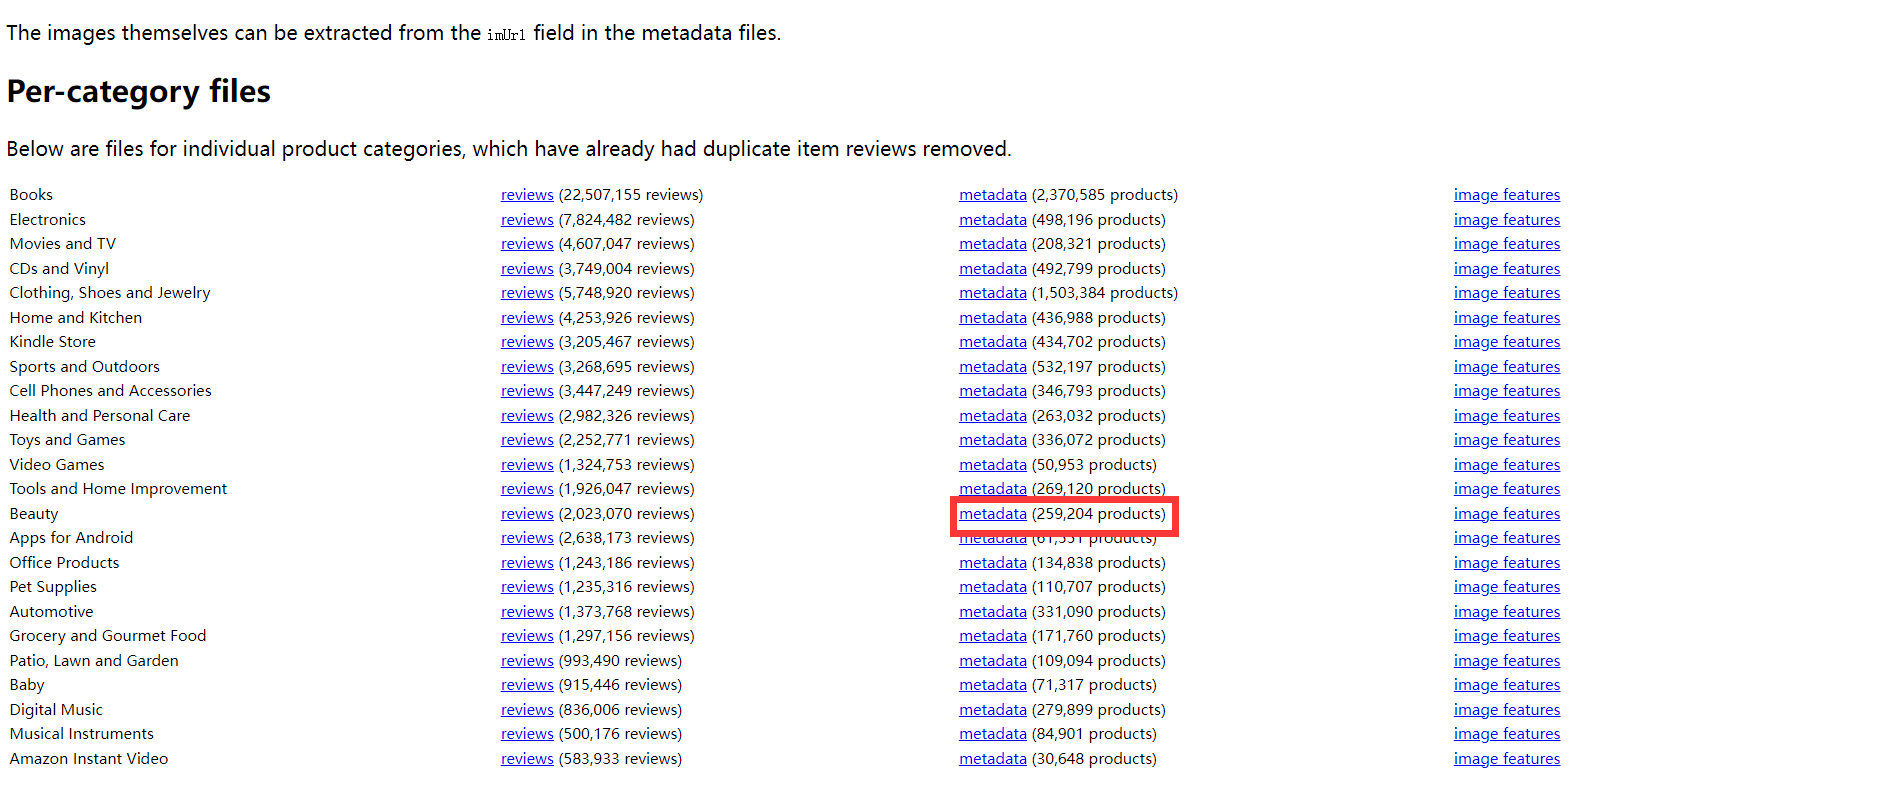 The images themselves can be extracted from the imUrl field in the metadata files.
Per-category files
Below are files for individual product categories, which have already had duplicate item reviews removed.
Books reviews (22,507,155 reviews) metadata (2,370,585 products) image features
Electronics reviews (7,824,482 reviews) metadata (498,196 products) image features
Movies and TV reviews (4,607,047 reviews) metadata (208,321 products) image features
CDs and Vinyl reviews (3,749,004 reviews) metadata (492,799 products) image features
Clothing, Shoes and Jewelry reviews (5,748,920 reviews) metadata (1,503,384 products) image features
Home and Kitchen reviews (4,253,926 reviews) metadata (436,988 products) image features
Kindle Store reviews (3,205,467 reviews) metadata (434,702 products) image features
Sports and Outdoors reviews (3,268,695 reviews) metadata (532,197 products) image features
Cell Phones and Accessories reviews (3,447,249 reviews) metadata (346,793 products) image features
Health and Personal Care reviews (2,982,326 reviews) metadata (263,032 products) image features
Toys and Games reviews (2,252,771 reviews) metadata (336,072 products) image features
Video Games reviews (1,324,753 reviews) metadata (50,953 products) image features
Tools and Home Improvement reviews (1,926,047 reviews) metadata (269,120 products) image features
Beauty reviews (2,023,070 reviews) metadata (259,204 products) image features
Apps for Android reviews (2,638,173 reviews) metadata (61,551 products) image features
Office Products reviews (1,243,186 reviews) metadata (134,838 products) image features
Pet Supplies reviews (1,235,316 reviews) metadata (110,707 products) image features
Automotive reviews (1,373,768 reviews) metadata (331,090 products) image features
Grocery and Gourmet Food reviews (1,297,156 reviews) metadata (171,760 products) image features
Patio, Lawn and Garden reviews (993,490 reviews) metadata (109,094 products) image features
Baby reviews (915,446 reviews) metadata (71,317 products) image features
Digital Music reviews (836,006 reviews) metadata (279,899 products) image features
Musical Instruments reviews (500,176 reviews) metadata (84,901 products) image features
Amazon Instant Video reviews (583,933 reviews) metadata (30,648 products) image features